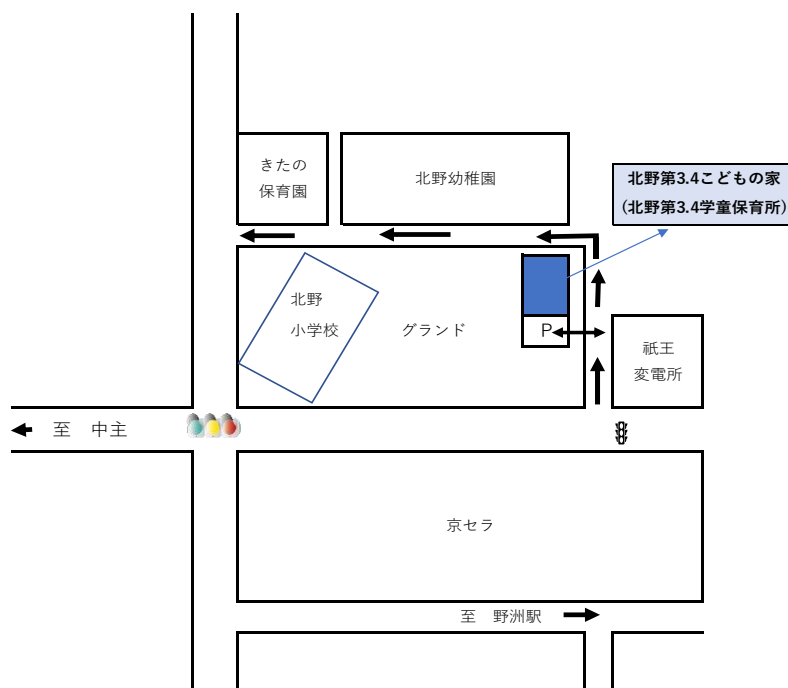 きたの
保育園
北野幼稚園
北野第3.4こどもの家
(北野第3.4学童保育所)
北野
小学校
グランド
P
祇王
変電所
至　中主
京セラ
至　野洲駅